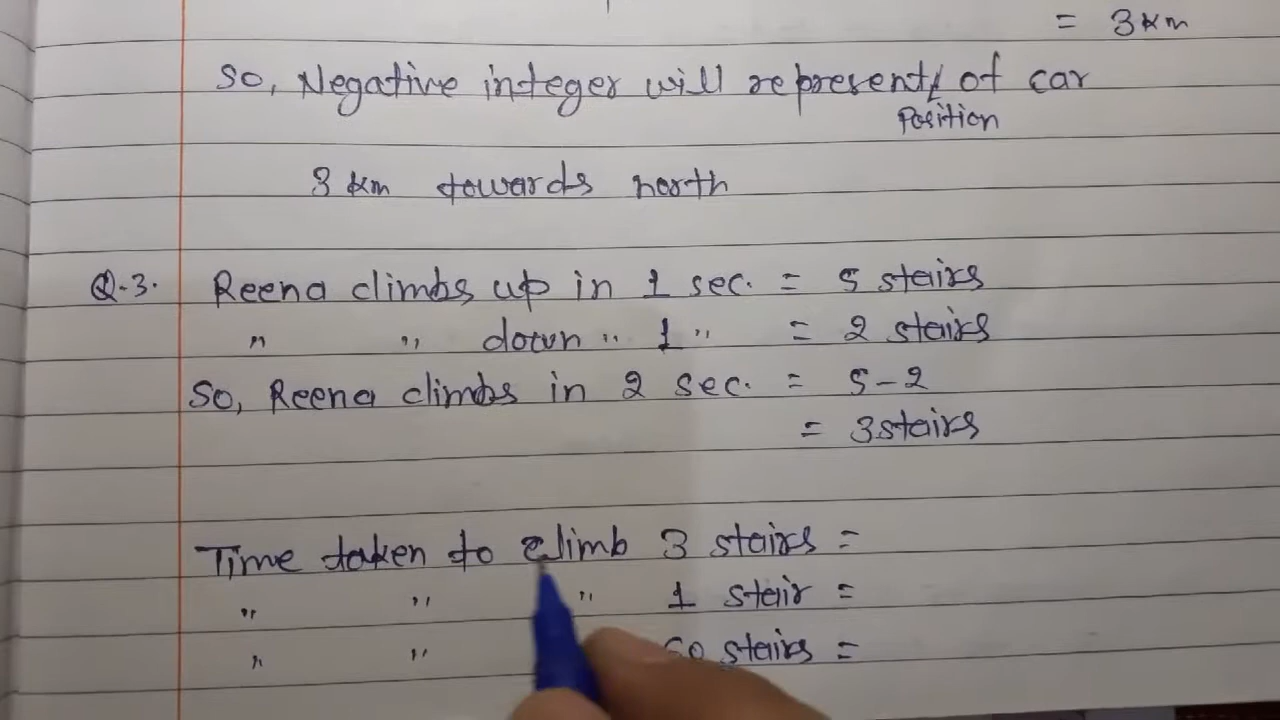 = 3 km
So, Negative integer will represent of car
Position
3 km towards north
Q.3. Reena climbs up in 1 sec. = 5 stairs
" " down " 1 " = 2 stairs
So, Reena climbs in 2 sec. = 5-2
= 3 stairs
Time taken to climb 3 stairs =
" " " 1 stair =
" " 60 stairs =